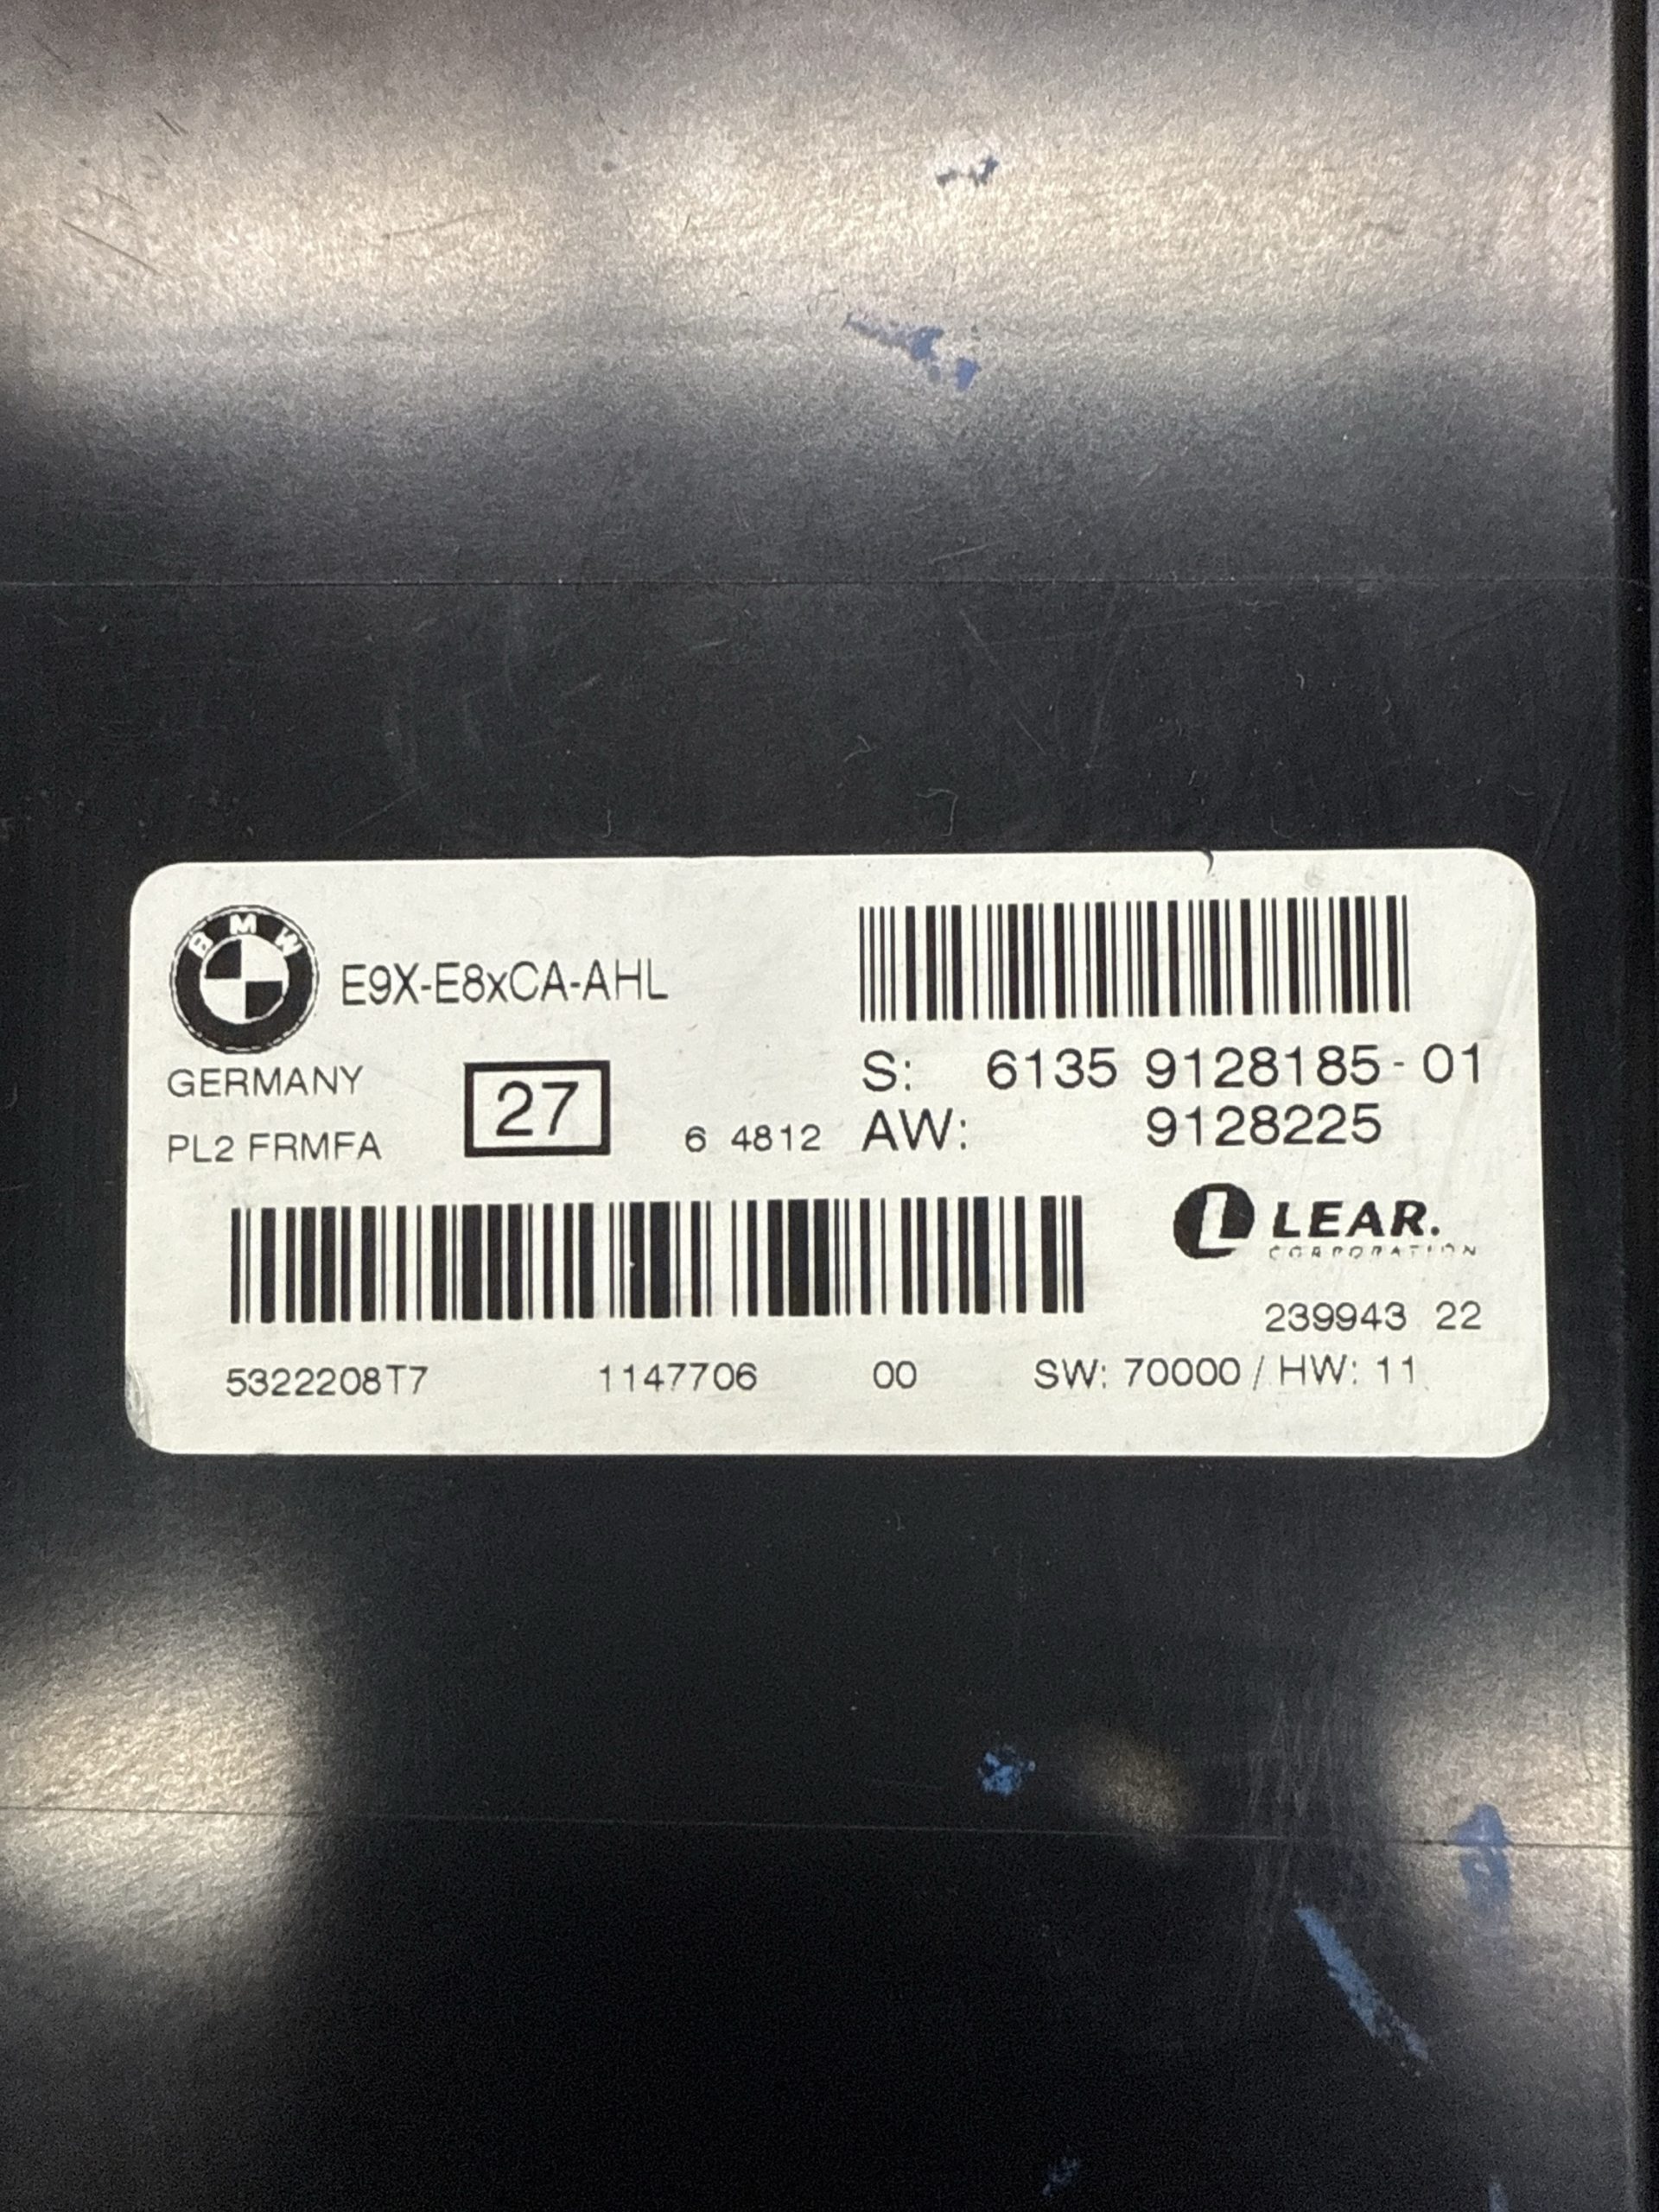 BMW
E9X-E8xCA-AHL
GERMANY
27
PL2 FRMFA
6 4812
S: 6135 9128185-01
AW: 9128225
LEAR.
CORPORATION
239943 22
5322208T7 1147706 00 SW: 70000 / HW: 11